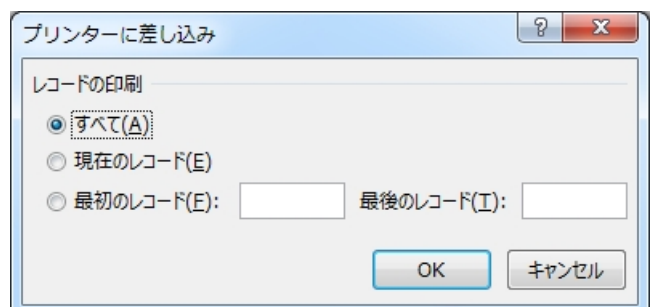 プリンターに差し込み
レコードの印刷
すべて(A)
現在のレコード(E)
最初のレコード(F): 最後のレコード(T):
OK キャンセル